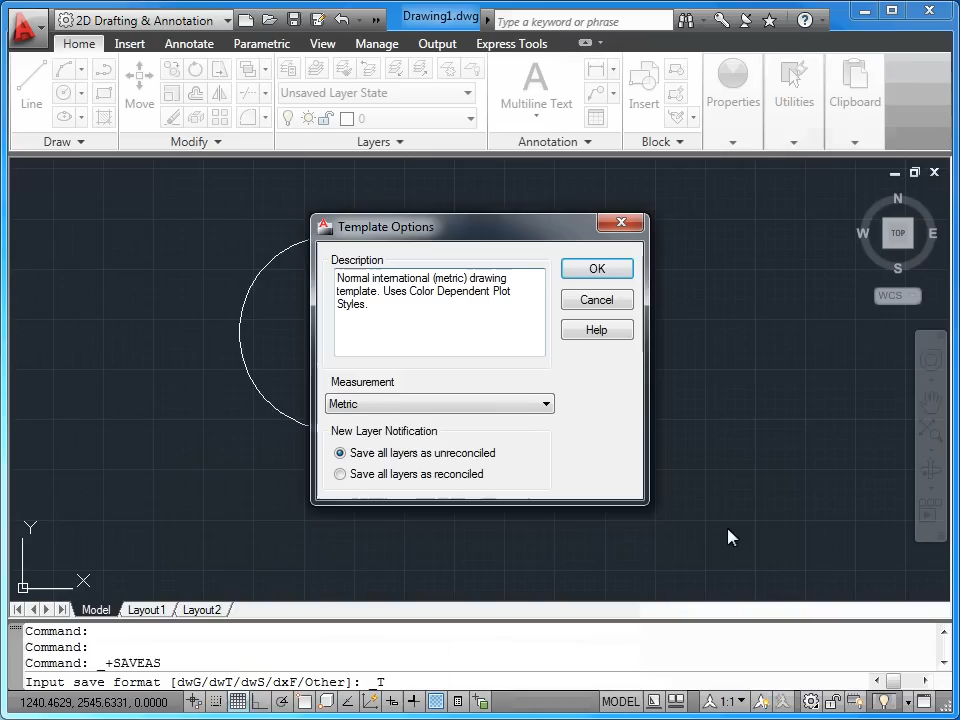 2D Drafting & Annotation
Drawing1.dwg
Type a keyword or phrase
Home Insert Annotate Parametric View Manage Output Express Tools
Line
Move
Unsaved Layer State
0
Multiline Text
Insert
Properties
Utilities
Clipboard
Draw Modify Layers Annotation Block
N
W TOP E
S
WCS
Template Options
Description
Normal international (metric) drawing
template. Uses Color Dependent Plot
Styles.
OK
Cancel
Help
Measurement
Metric
New Layer Notification
Save all layers as unreconciled
Save all layers as reconciled
Y
X
Model Layout1 Layout2
Command:
Command:
Command: _+SAVEAS
Input save format [dwG/dwT/dwS/dxF/Other]: _T
1240.4629, 2545.6331, 0.0000
MODEL
1:1